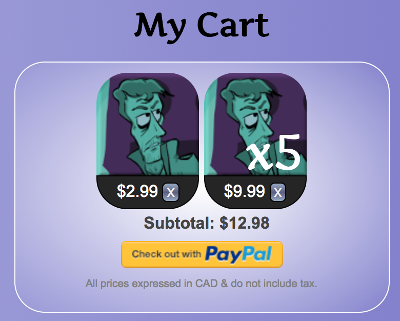 My Cart
x5
$2.99 x
$9.99 x
Subtotal: $12.98
Check out with PayPal
All prices expressed in CAD & do not include tax.